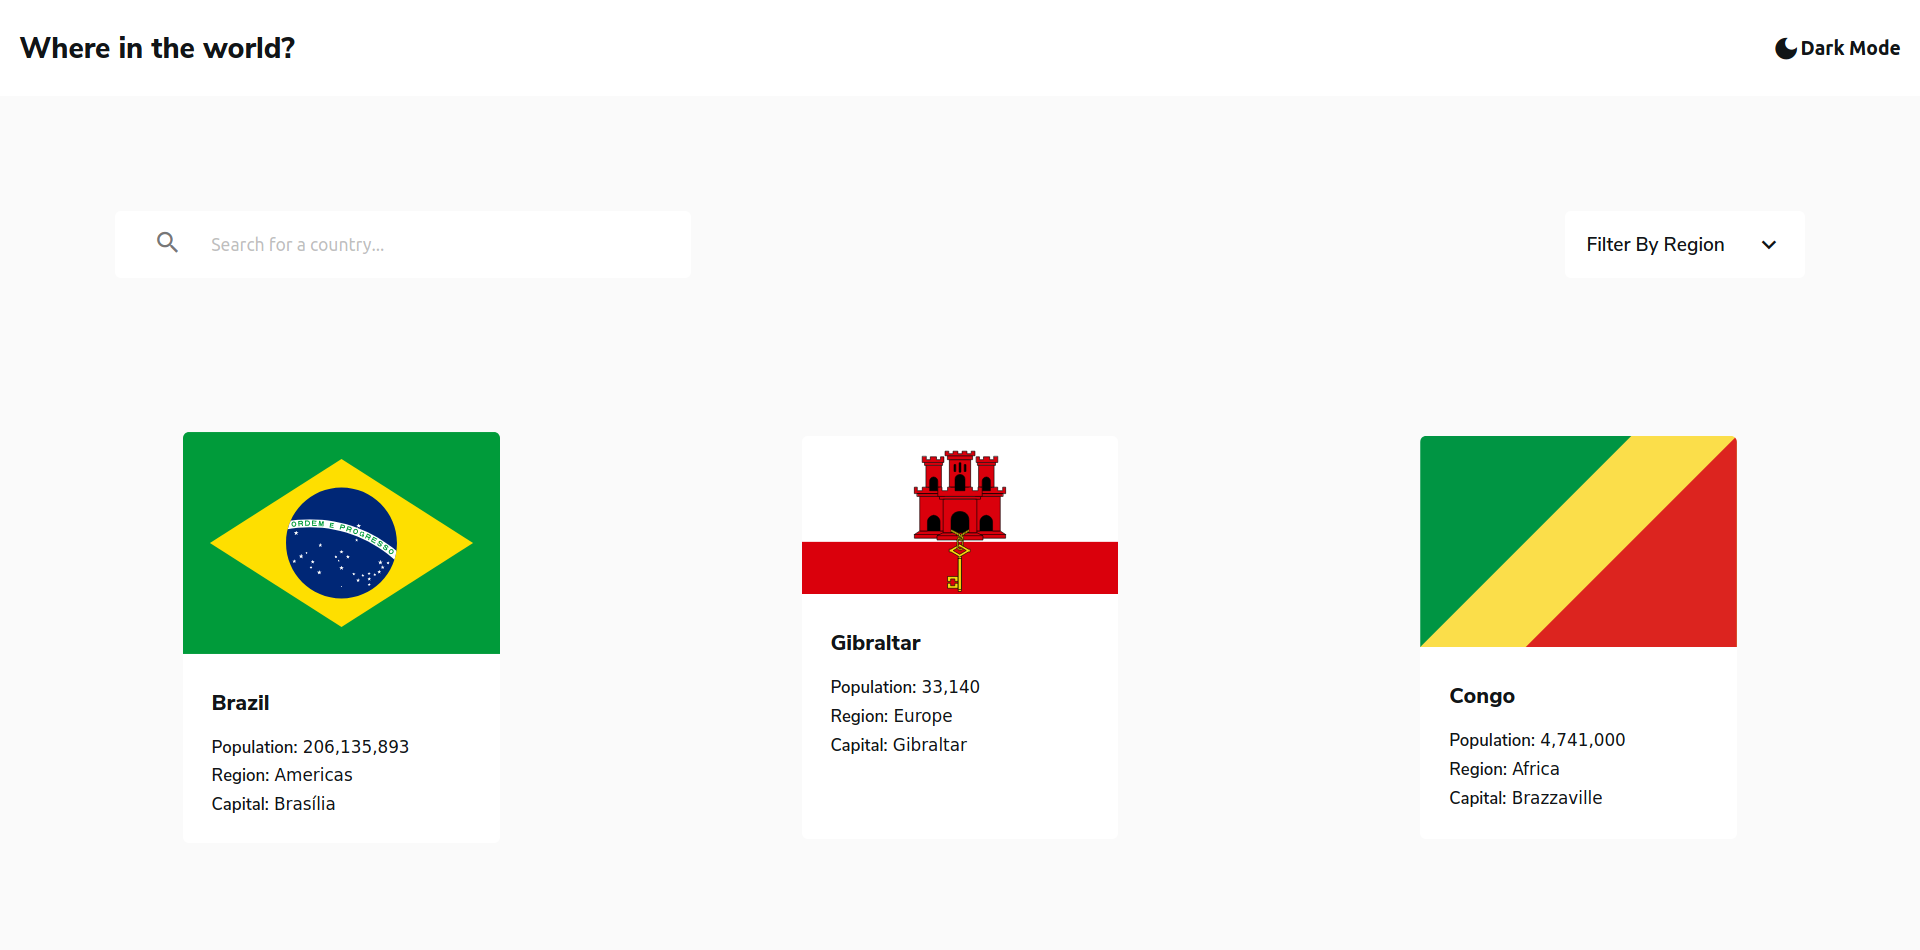 Where in the world?
Dark Mode
Search for a country...
Filter By Region
ORDEM E PROGRESSO
Brazil
Population: 206,135,893
Region: Americas
Capital: Brasília
Gibraltar
Population: 33,140
Region: Europe
Capital: Gibraltar
Congo
Population: 4,741,000
Region: Africa
Capital: Brazzaville